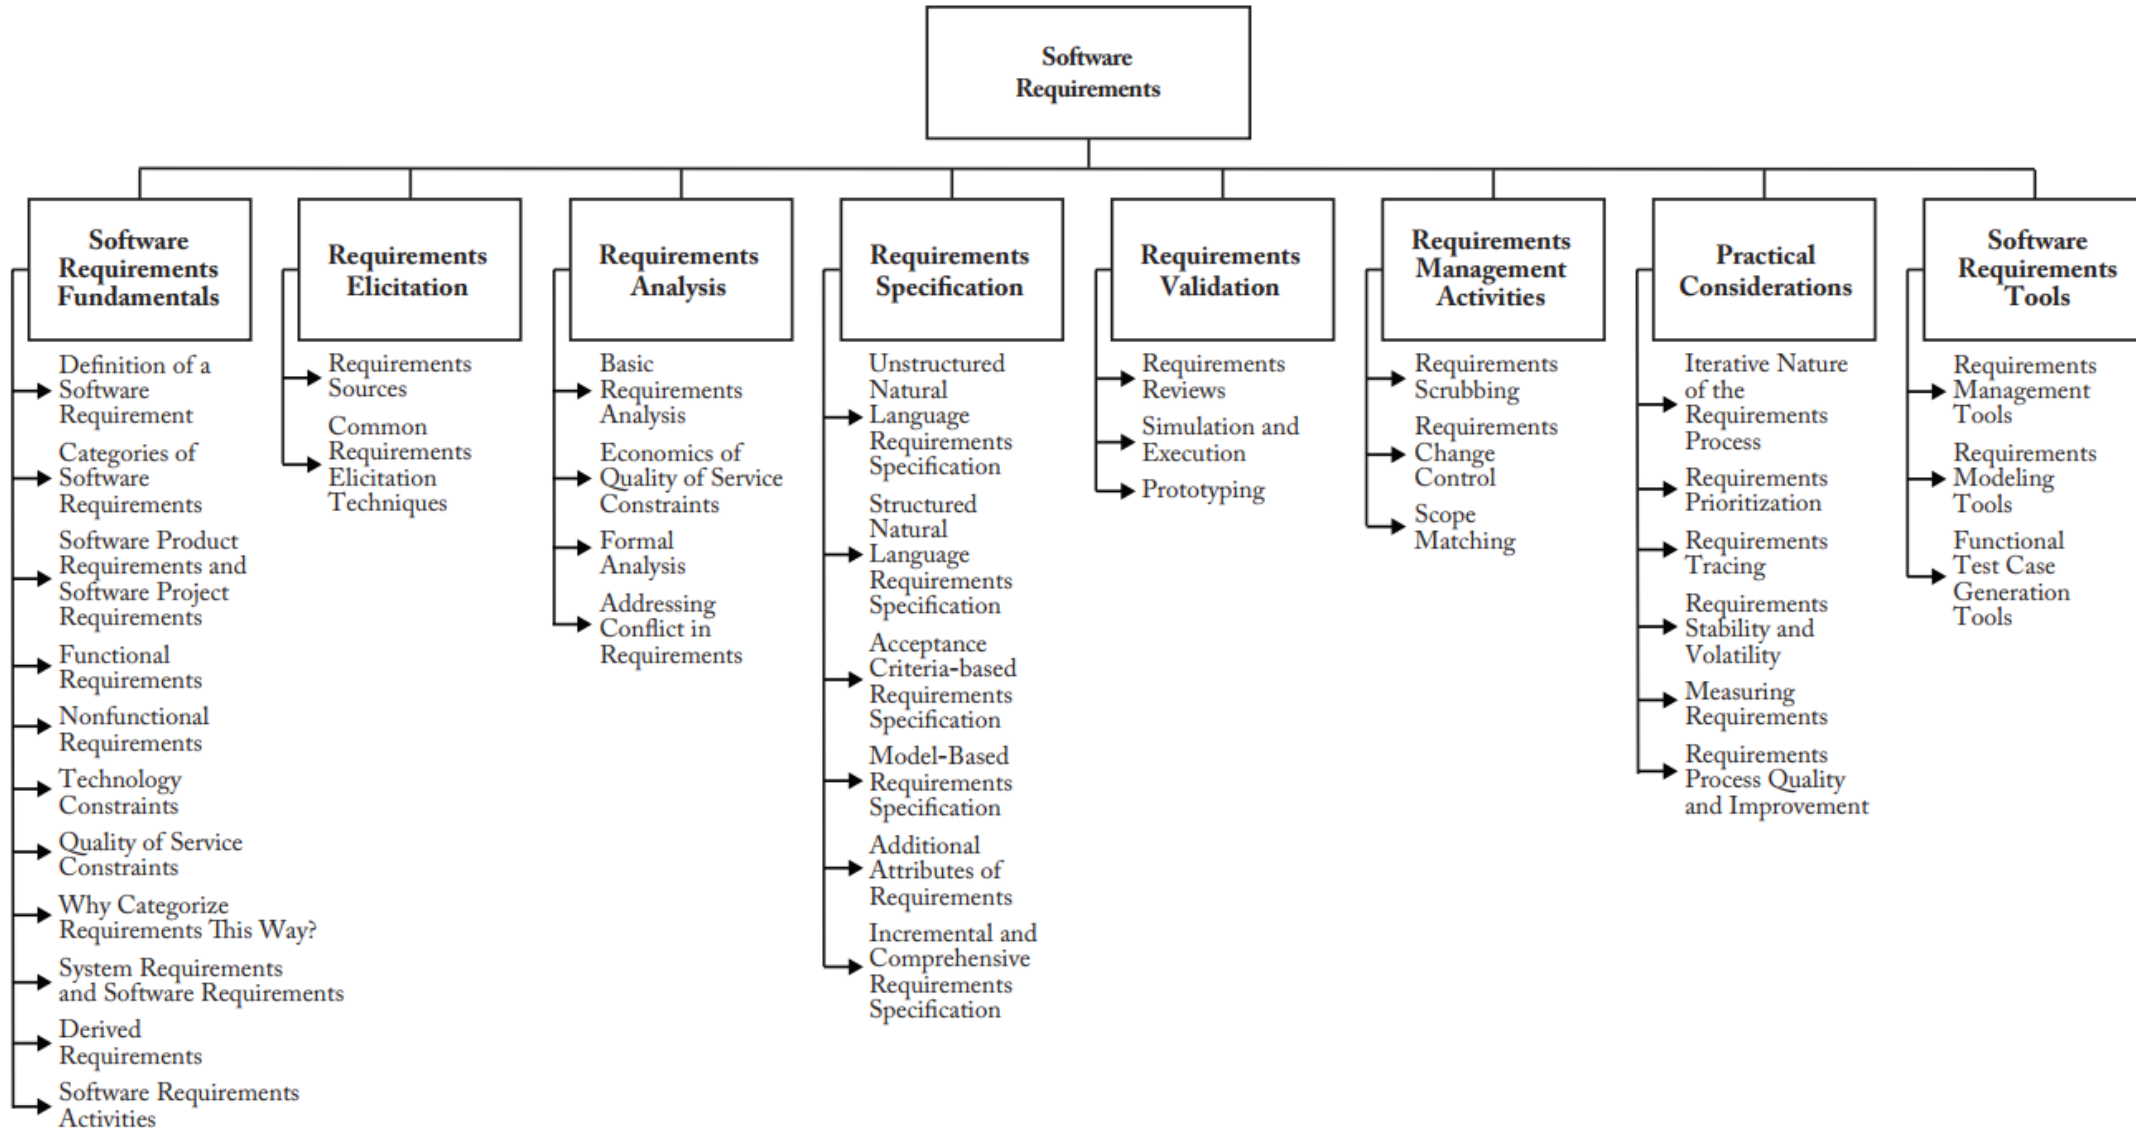 Software
Requirements
Software
Requirements
Fundamentals
Definition of a
Software
Requirement
Categories of
Software
Requirements
Software Product
Requirements and
Software Project
Requirements
Functional
Requirements
Nonfunctional
Requirements
Technology
Constraints
Quality of Service
Constraints
Why Categorize
Requirements This Way?
System Requirements
and Software Requirements
Derived
Requirements
Software Requirements
Activities
Requirements
Elicitation
Requirements
Sources
Common
Requirements
Elicitation
Techniques
Requirements
Analysis
Basic
Requirements
Analysis
Economics of
Quality of Service
Constraints
Formal
Analysis
Addressing
Conflict in
Requirements
Requirements
Specification
Unstructured
Natural
Language
Requirements
Specification
Structured
Natural
Language
Requirements
Specification
Acceptance
Criteria-based
Requirements
Specification
Model-Based
Requirements
Specification
Additional
Attributes of
Requirements
Incremental and
Comprehensive
Requirements
Specification
Requirements
Validation
Requirements
Reviews
Simulation and
Execution
Prototyping
Requirements
Management
Activities
Requirements
Scrubbing
Requirements
Change
Control
Scope
Matching
Practical
Considerations
Iterative Nature
of the
Requirements
Process
Requirements
Prioritization
Requirements
Tracing
Requirements
Stability and
Volatility
Measuring
Requirements
Requirements
Process Quality
and Improvement
Software
Requirements
Tools
Requirements
Management
Tools
Requirements
Modeling
Tools
Functional
Test Case
Generation
Tools